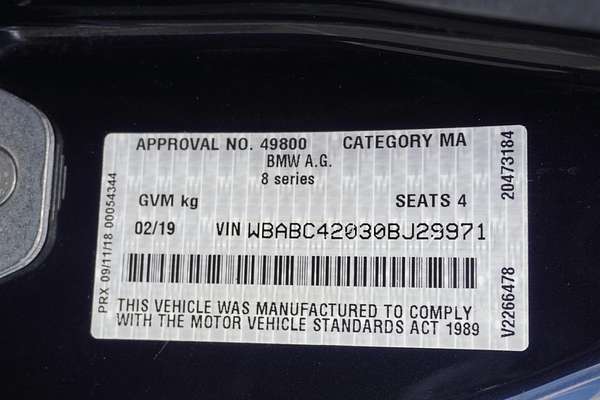 APPROVAL NO. 49800 CATEGORY MA
BMW A.G.
8 series
GVM kg SEATS 4
02/19 VIN WBABC42030BJ29971
THIS VEHICLE WAS MANUFACTURED TO COMPLY
WITH THE MOTOR VEHICLE STANDARDS ACT 1989
PRX 09/11/18 00054344
V2266478 20473184